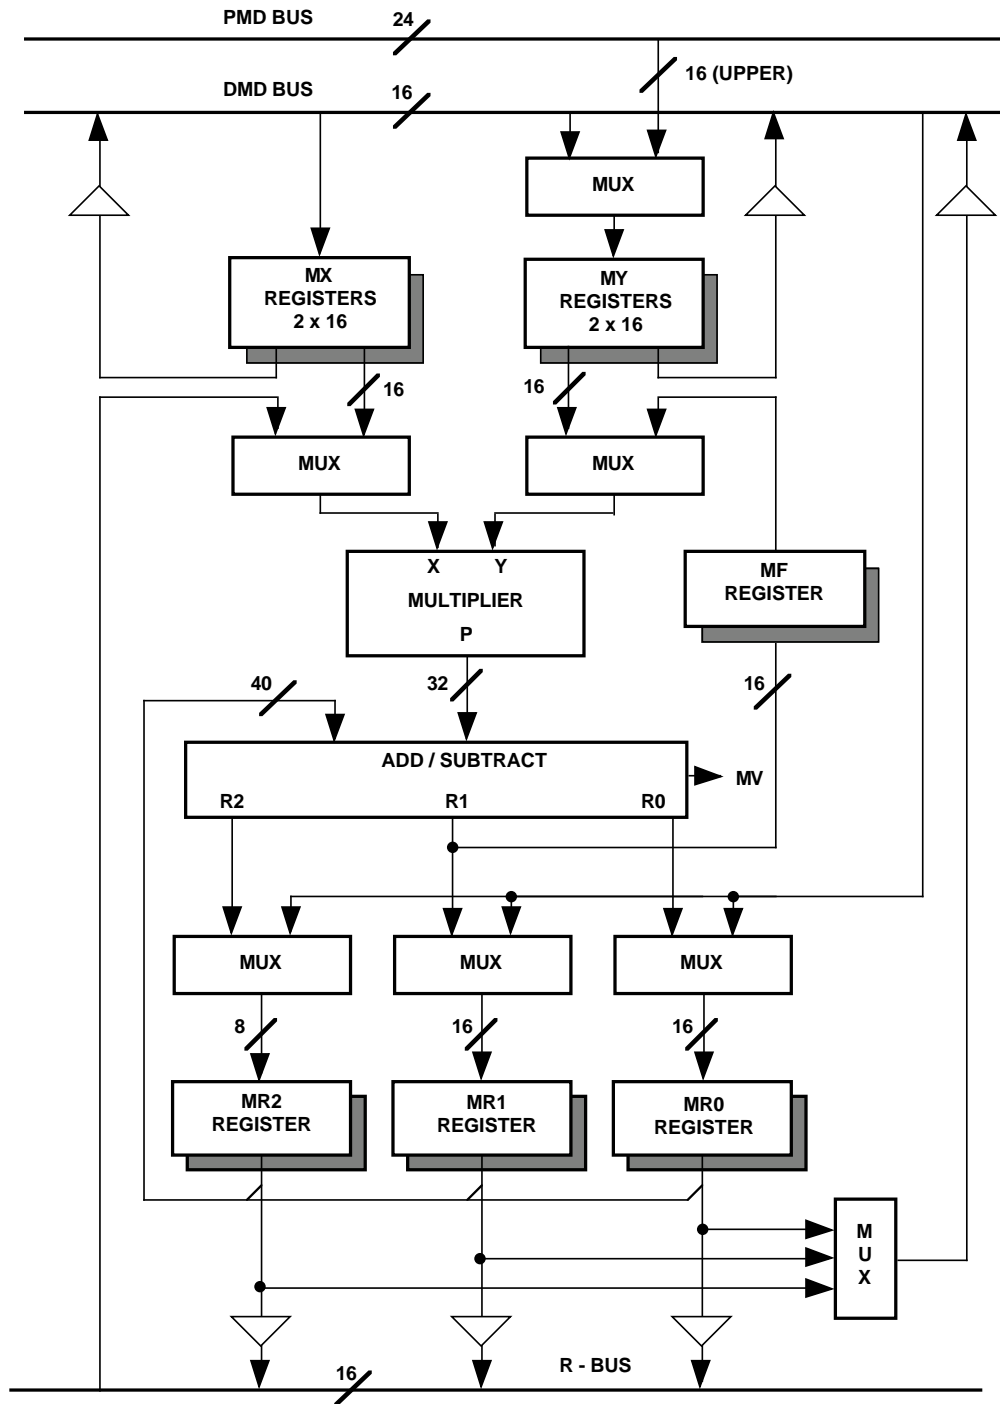 PMD BUS
24
16 (UPPER)
DMD BUS
16
MUX
MX
REGISTERS
2 x 16
MY
REGISTERS
2 x 16
16
16
MUX
MUX
X
Y
MULTIPLIER
P
MF
REGISTER
40
32
16
ADD / SUBTRACT
MV
R2
R1
R0
MUX
MUX
MUX
8
16
16
MR2
REGISTER
MR1
REGISTER
MR0
REGISTER
M
U
X
R - BUS
16